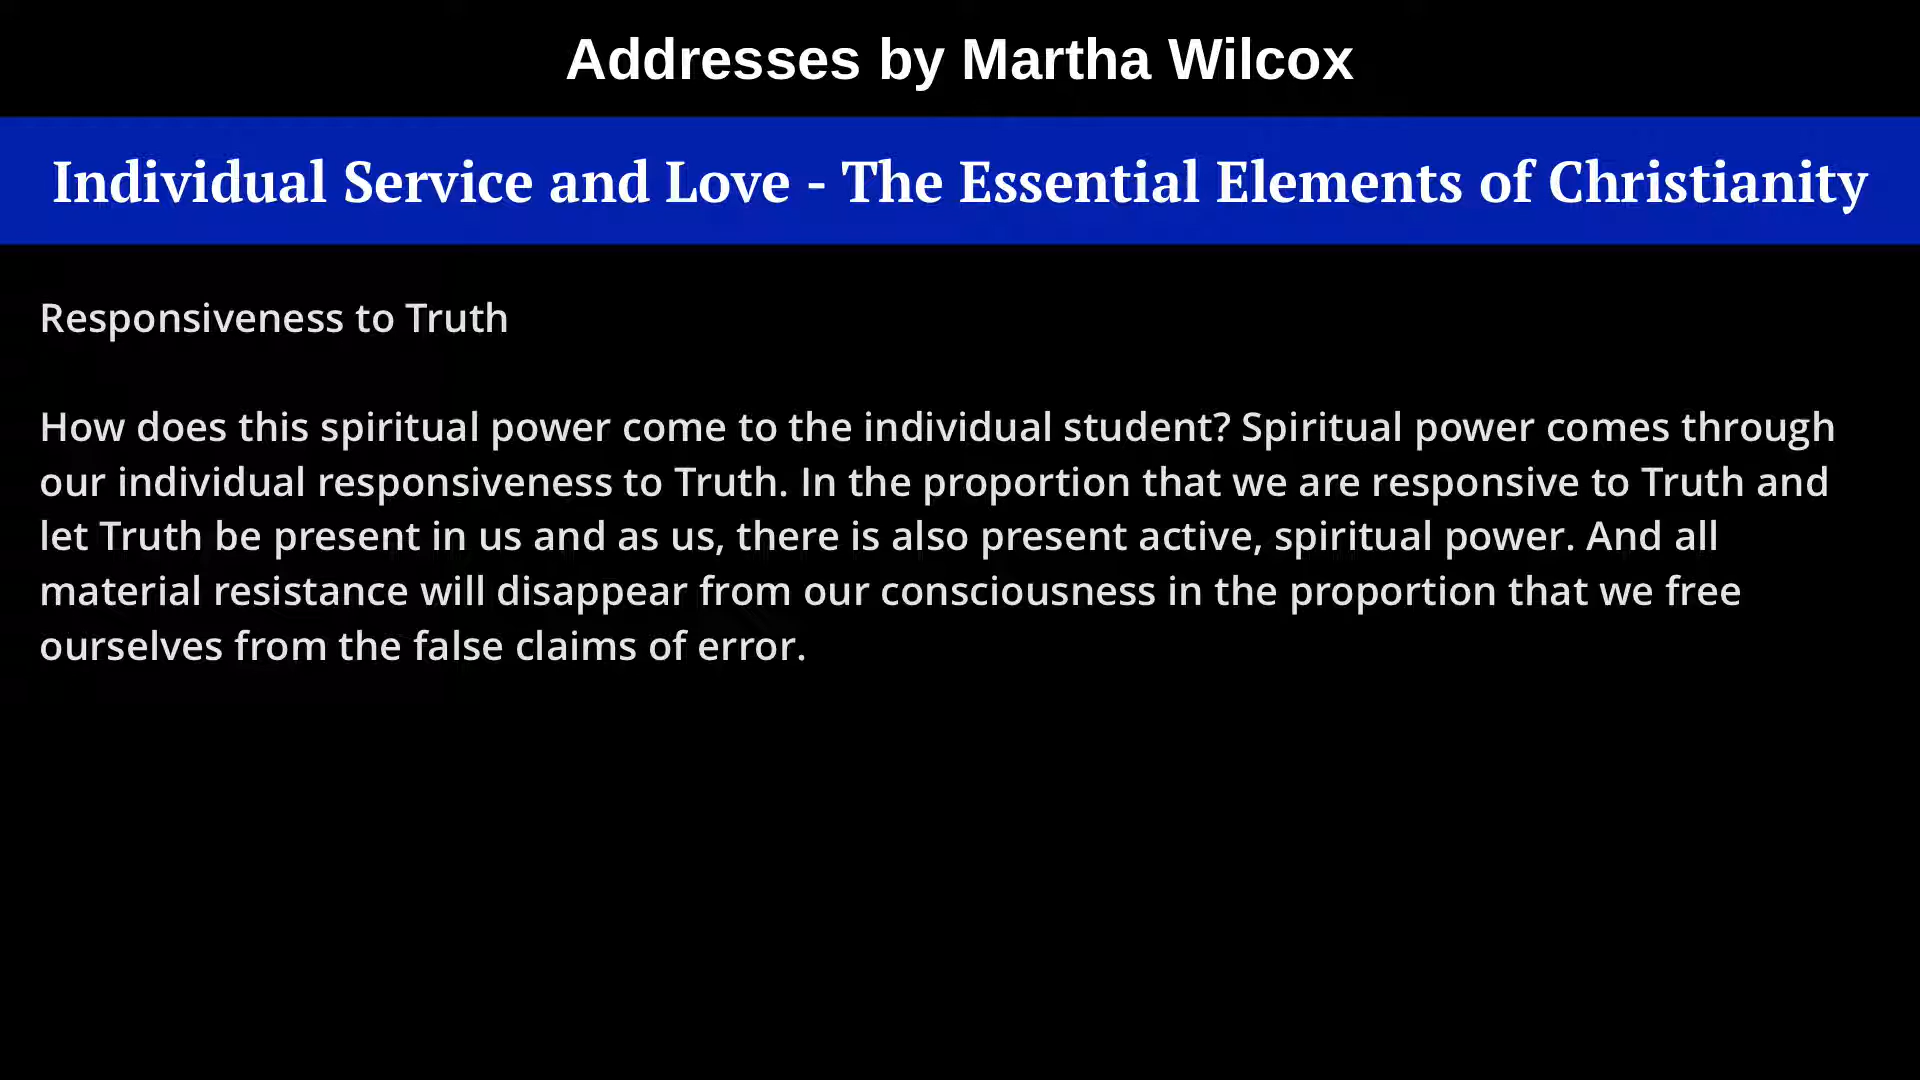 Addresses by Martha Wilcox
Individual Service and Love - The Essential Elements of Christianity
Responsiveness to Truth
How does this spiritual power come to the individual student? Spiritual power comes through
our individual responsiveness to Truth. In the proportion that we are responsive to Truth and
let Truth be present in us and as us, there is also present active, spiritual power. And all
material resistance will disappear from our consciousness in the proportion that we free
ourselves from the false claims of error.